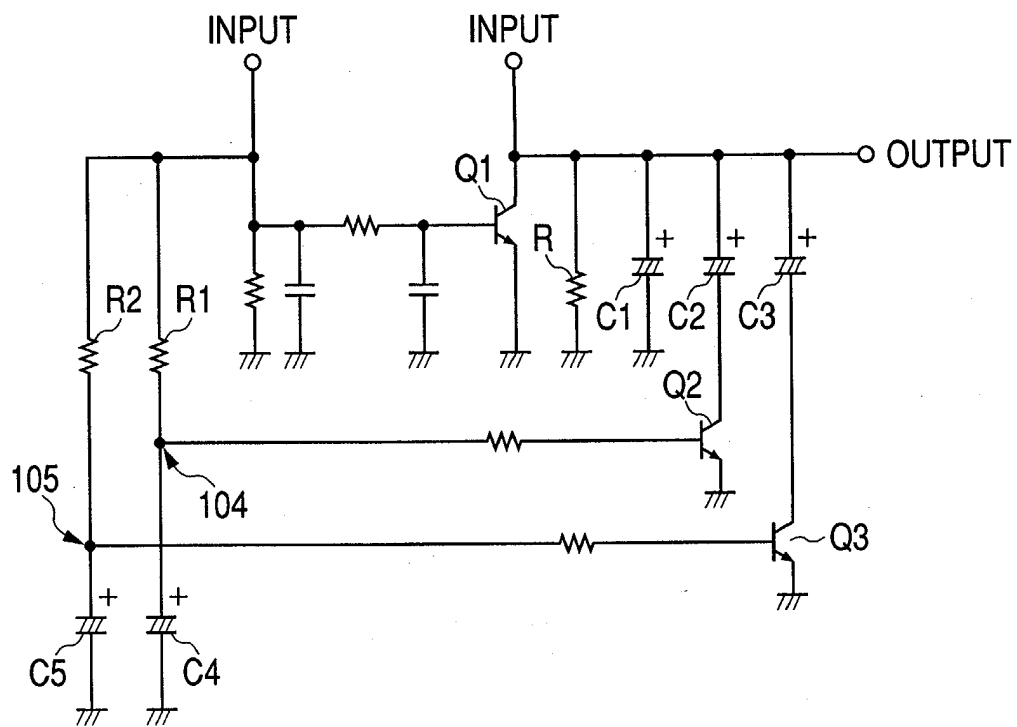 INPUT
INPUT
OUTPUT
Q1
R
+
+
+
C1
C2
C3
R2
R1
Q2
105
104
Q3
+
+
C5
C4